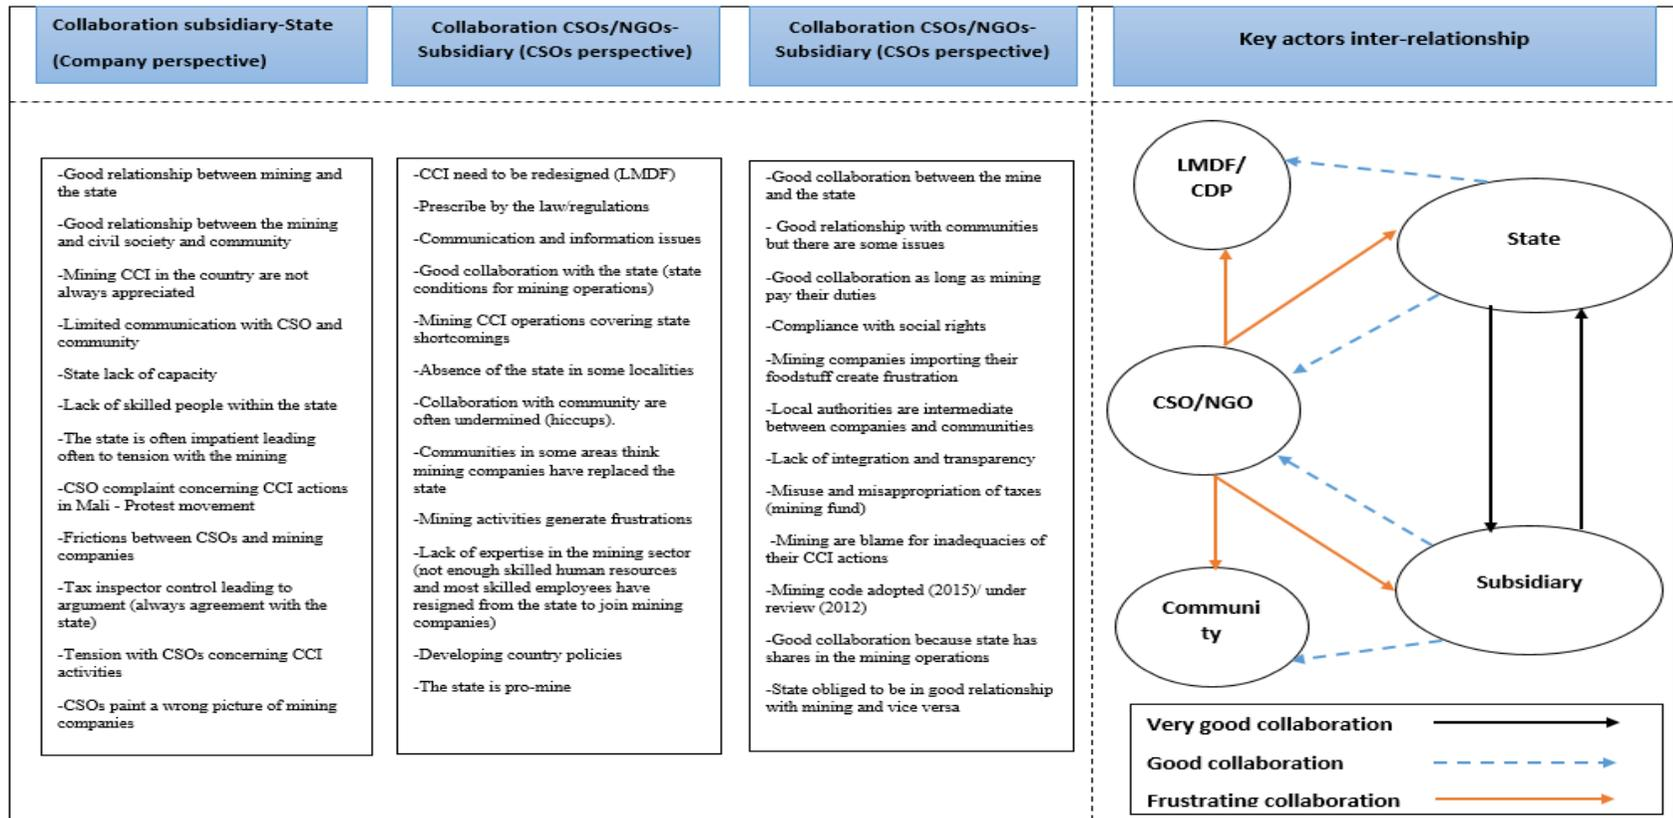 Collaboration subsidiary-State
(Company perspective)
Collaboration CSOs/NGOs-
Subsidiary (CSOs perspective)
Collaboration CSOs/NGOs-
Subsidiary (CSOs perspective)
Key actors inter-relationship
-Good relationship between mining and
the state
-Good relationship between the mining
and civil society and community
-Mining CCI in the country are not
always appreciated
-Limited communication with CSO and
community
-State lack of capacity
-Lack of skilled people within the state
-The state is often impatient leading
often to tension with the mining
-CSO complaint concerning CCI actions
in Mali - Protest movement
-Frictions between CSOs and mining
companies
-Tax inspector control leading to
argument (always agreement with the
state)
-Tension with CSOs concerning CCI
activities
-CSOs paint a wrong picture of mining
companies
-CCI need to be redesigned (LMDF)
-Prescribe by the law/regulations
-Communication and information issues
-Good collaboration with the state (state
conditions for mining operations)
-Mining CCI operations covering state
shortcomings
-Absence of the state in some localities
-Collaboration with community are
often undermined (hiccups).
-Communities in some areas think
mining companies have replaced the
state
-Mining activities generate frustrations
-Lack of expertise in the mining sector
(not enough skilled human resources
and most skilled employees have
resigned from the state to join mining
companies)
-Developing country policies
-The state is pro-mine
-Good collaboration between the mine
and the state
- Good relationship with communities
but there are some issues
-Good collaboration as long as mining
pay their duties
-Compliance with social rights
-Mining companies importing their
foodstuff create frustration
-Local authorities are intermediate
between companies and communities
-Lack of integration and transparency
-Misuse and misappropriation of taxes
(mining fund)
-Mining are blame for inadequacies of
their CCI actions
-Mining code adopted (2015)/ under
review (2012)
-Good collaboration because state has
shares in the mining operations
-State obliged to be in good relationship
with mining and vice versa
LMDF/
CDP
State
CSO/NGO
Subsidiary
Communi
ty
Very good collaboration
Good collaboration
Frustrating collaboration